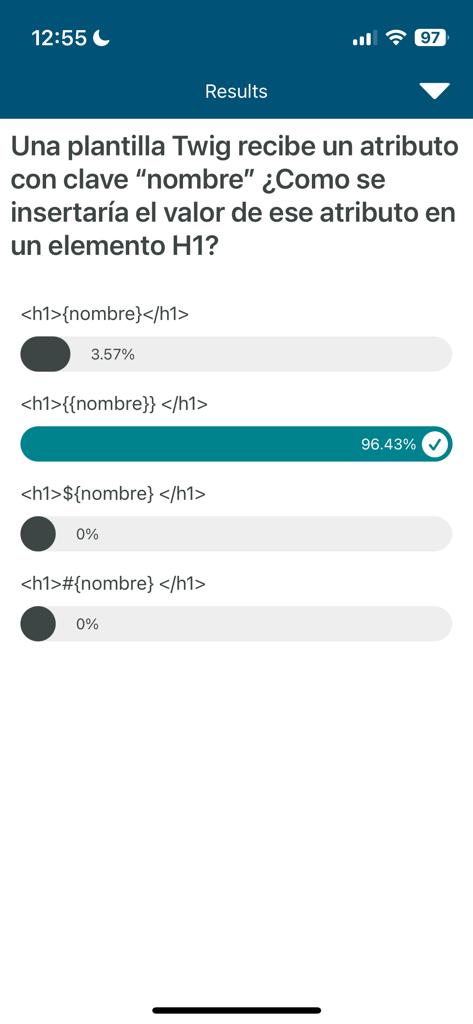 12:55
97
Results
Una plantilla Twig recibe un atributo
con clave “nombre” ¿Como se
insertaría el valor de ese atributo en
un elemento H1?
<h1>{nombre}</h1>
3.57%
<h1>{{nombre}} </h1>
96.43%
<h1>${nombre} </h1>
0%
<h1>#{nombre} </h1>
0%